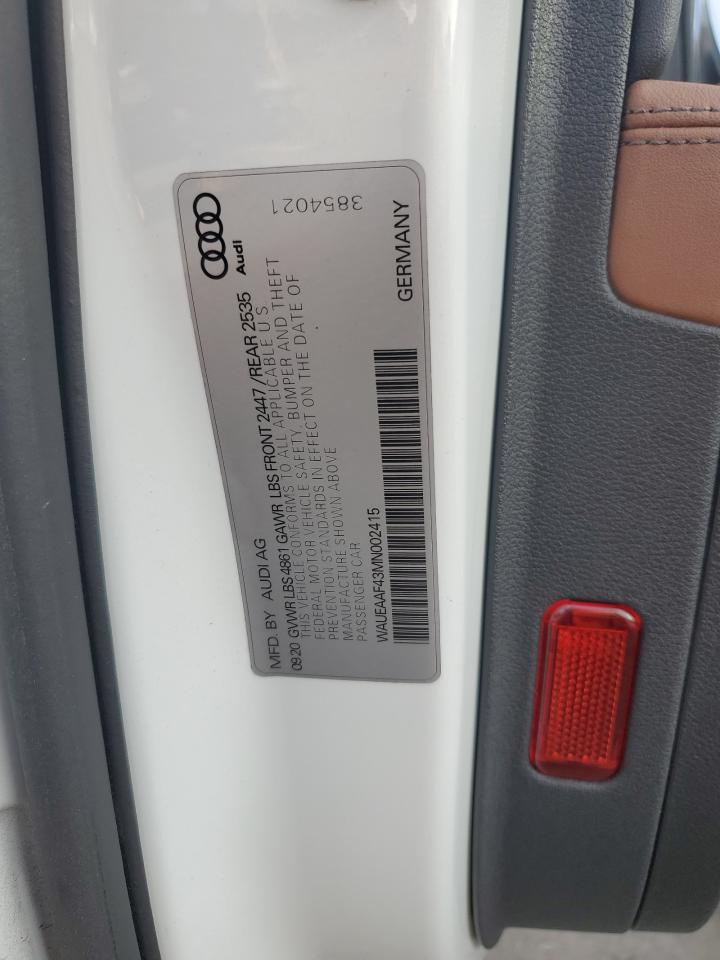 MFD. BY AUDI AG
Audi
0920 GVWR LBS 4861 GAWR LBS FRONT 2447 /REAR 2535
THIS VEHICLE CONFORMS TO ALL APPLICABLE U S
FEDERAL MOTOR VEHICLE SAFETY, BUMPER AND THEFT
PREVENTION STANDARDS IN EFFECT ON THE DATE OF
MANUFACTURE SHOWN ABOVE
3854021
PASSENGER CAR
WAUEAAF43MN002415
GERMANY